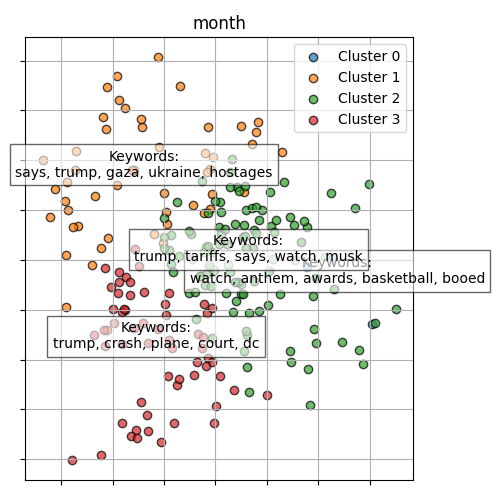 month
Cluster 0
Cluster 1
Cluster 2
Cluster 3
Keywords:
says, trump, gaza, ukraine, hostages
Keywords:
trump, tariffs, says, watch, musk
Keywords:
watch, anthem, awards, basketball, booed
Keywords:
trump, crash, plane, court, dc